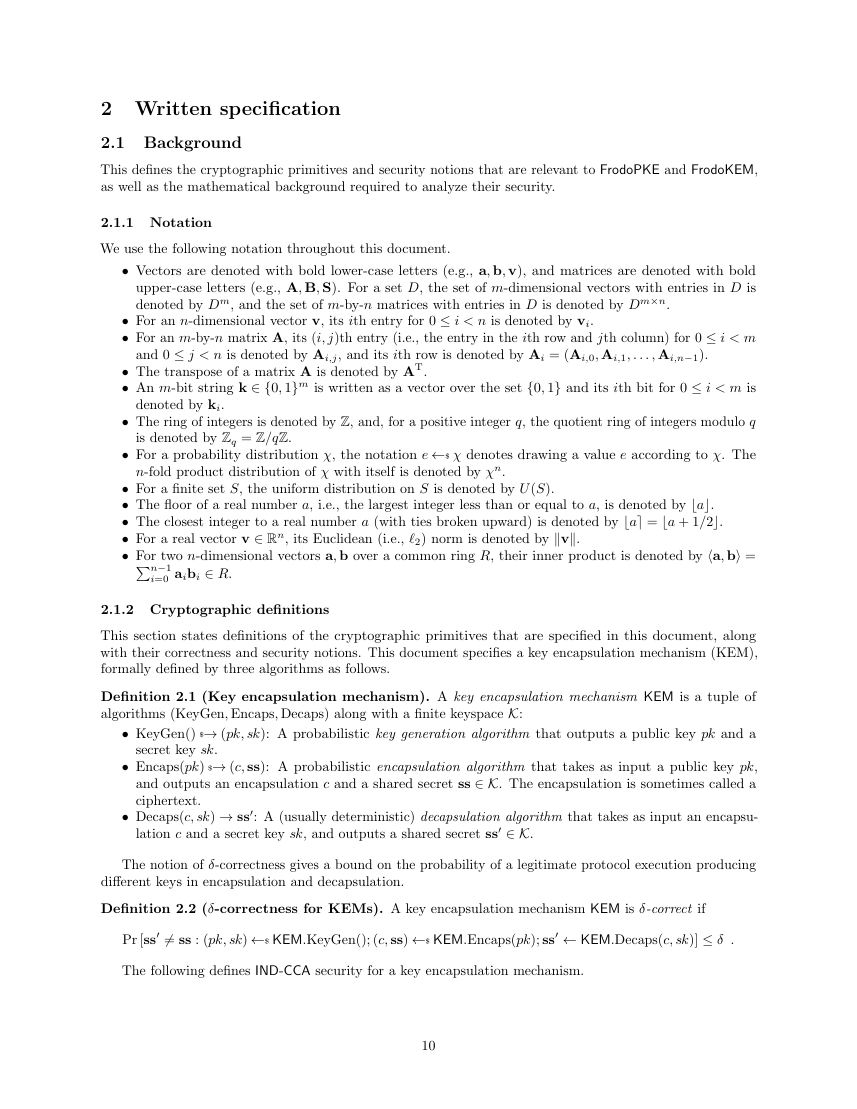 2 Written specification
2.1 Background
This defines the cryptographic primitives and security notions that are relevant to FrodoPKE and FrodoKEM,
as well as the mathematical background required to analyze their security.
2.1.1 Notation
We use the following notation throughout this document.
• Vectors are denoted with bold lower-case letters (e.g., a, b, v), and matrices are denoted with bold
upper-case letters (e.g., A, B, S). For a set D, the set of m-dimensional vectors with entries in D is
denoted by Dᵐ, and the set of m-by-n matrices with entries in D is denoted by Dᵐˣⁿ.
• For an n-dimensional vector v, its ith entry for 0 ≤ i < n is denoted by vᵢ.
• For an m-by-n matrix A, its (i, j)th entry (i.e., the entry in the ith row and jth column) for 0 ≤ i < m
and 0 ≤ j < n is denoted by A_{i,j}, and its ith row is denoted by A_i = (A_{i,0}, A_{i,1}, . . . , A_{i,n−1}).
• The transpose of a matrix A is denoted by Aᵀ.
• An m-bit string k ∈ {0, 1}ᵐ is written as a vector over the set {0, 1} and its ith bit for 0 ≤ i < m is
denoted by kᵢ.
• The ring of integers is denoted by ℤ, and, for a positive integer q, the quotient ring of integers modulo q
is denoted by ℤ_q = ℤ/qℤ.
• For a probability distribution χ, the notation e ←$ χ denotes drawing a value e according to χ. The
n-fold product distribution of χ with itself is denoted by χⁿ.
• For a finite set S, the uniform distribution on S is denoted by U(S).
• The floor of a real number a, i.e., the largest integer less than or equal to a, is denoted by ⌊a⌋.
• The closest integer to a real number a (with ties broken upward) is denoted by ⌊a⌉ = ⌊a + 1/2⌋.
• For a real vector v ∈ ℝⁿ, its Euclidean (i.e., ℓ₂) norm is denoted by ‖v‖.
• For two n-dimensional vectors a, b over a common ring R, their inner product is denoted by ⟨a, b⟩ =
∑_{i=0}^{n−1} aᵢbᵢ ∈ R.
2.1.2 Cryptographic definitions
This section states definitions of the cryptographic primitives that are specified in this document, along
with their correctness and security notions. This document specifies a key encapsulation mechanism (KEM),
formally defined by three algorithms as follows.
Definition 2.1 (Key encapsulation mechanism). A key encapsulation mechanism KEM is a tuple of
algorithms (KeyGen, Encaps, Decaps) along with a finite keyspace 𝒦:
• KeyGen() $→ (pk, sk): A probabilistic key generation algorithm that outputs a public key pk and a
secret key sk.
• Encaps(pk) $→ (c, ss): A probabilistic encapsulation algorithm that takes as input a public key pk,
and outputs an encapsulation c and a shared secret ss ∈ 𝒦. The encapsulation is sometimes called a
ciphertext.
• Decaps(c, sk) → ss′: A (usually deterministic) decapsulation algorithm that takes as input an encapsu-
lation c and a secret key sk, and outputs a shared secret ss′ ∈ 𝒦.
The notion of δ-correctness gives a bound on the probability of a legitimate protocol execution producing
different keys in encapsulation and decapsulation.
Definition 2.2 (δ-correctness for KEMs). A key encapsulation mechanism KEM is δ-correct if
Pr [ss′ ≠ ss : (pk, sk) ←$ KEM.KeyGen(); (c, ss) ←$ KEM.Encaps(pk); ss′ ← KEM.Decaps(c, sk)] ≤ δ .
The following defines IND-CCA security for a key encapsulation mechanism.
10